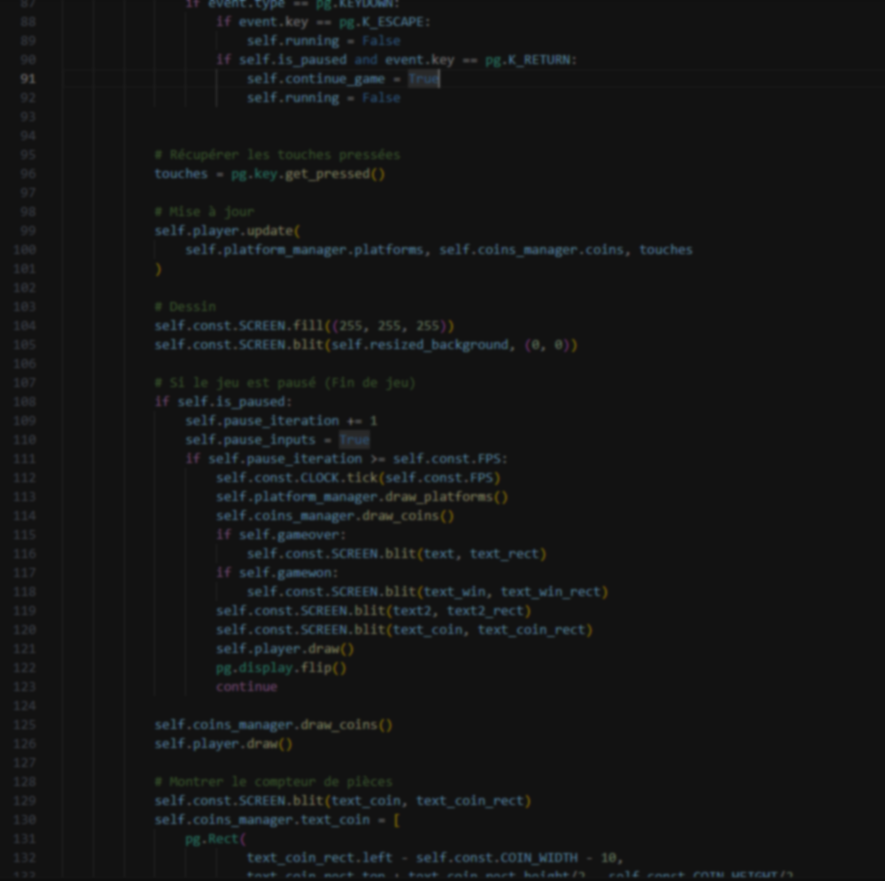 87 if event.type == pg.KEYDOWN:
88 if event.key == pg.K_ESCAPE:
89 self.running = False
90 if self.is_paused and event.key == pg.K_RETURN:
91 self.continue_game = True
92 self.running = False
93
94
95 # Récupérer les touches pressées
96 touches = pg.key.get_pressed()
97
98 # Mise à jour
99 self.player.update(
100 self.platform_manager.platforms, self.coins_manager.coins, touches
101 )
102
103 # Dessin
104 self.const.SCREEN.fill((255, 255, 255))
105 self.const.SCREEN.blit(self.resized_background, (0, 0))
106
107 # Si le jeu est pausé (Fin de jeu)
108 if self.is_paused:
109 self.pause_iteration += 1
110 self.pause_inputs = True
111 if self.pause_iteration >= self.const.FPS:
112 self.const.CLOCK.tick(self.const.FPS)
113 self.platform_manager.draw_platforms()
114 self.coins_manager.draw_coins()
115 if self.gameover:
116 self.const.SCREEN.blit(text, text_rect)
117 if self.gamewon:
118 self.const.SCREEN.blit(text_win, text_win_rect)
119 self.const.SCREEN.blit(text2, text2_rect)
120 self.const.SCREEN.blit(text_coin, text_coin_rect)
121 self.player.draw()
122 pg.display.flip()
123 continue
124
125 self.coins_manager.draw_coins()
126 self.player.draw()
127
128 # Montrer le compteur de pièces
129 self.const.SCREEN.blit(text_coin, text_coin_rect)
130 self.coins_manager.text_coin = [
131 pg.Rect(
132 text_coin_rect.left - self.const.COIN_WIDTH - 10,